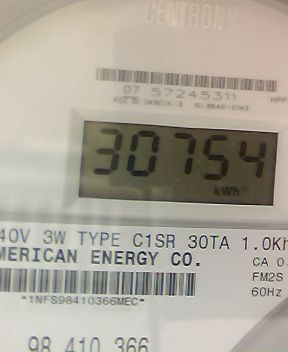 CENTRON®
07 57245311
30754
kWh
40V 3W TYPE C1SR 30TA 1.0Kh
MERICAN ENERGY CO.
CA 0.
FM2S
60Hz
*1NFS98410366MEC*
98 410 366